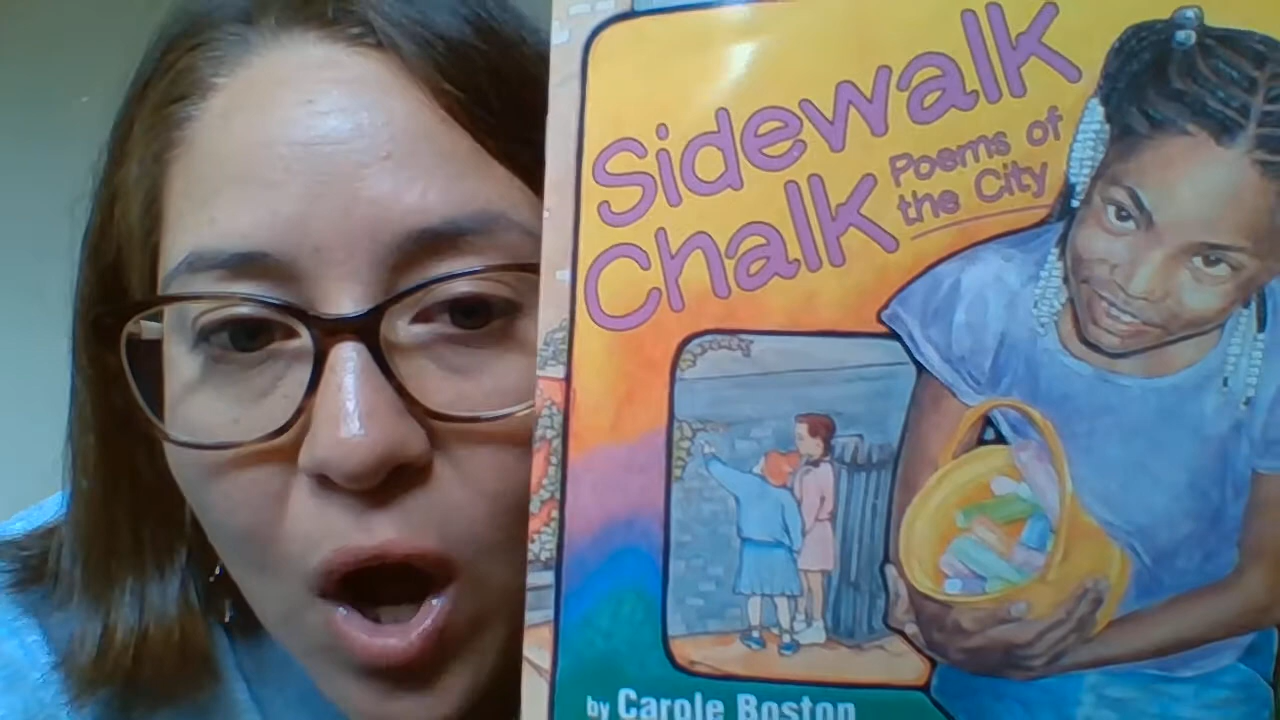 Sidewalk
Chalk
Poems of
the City
by Carole Boston